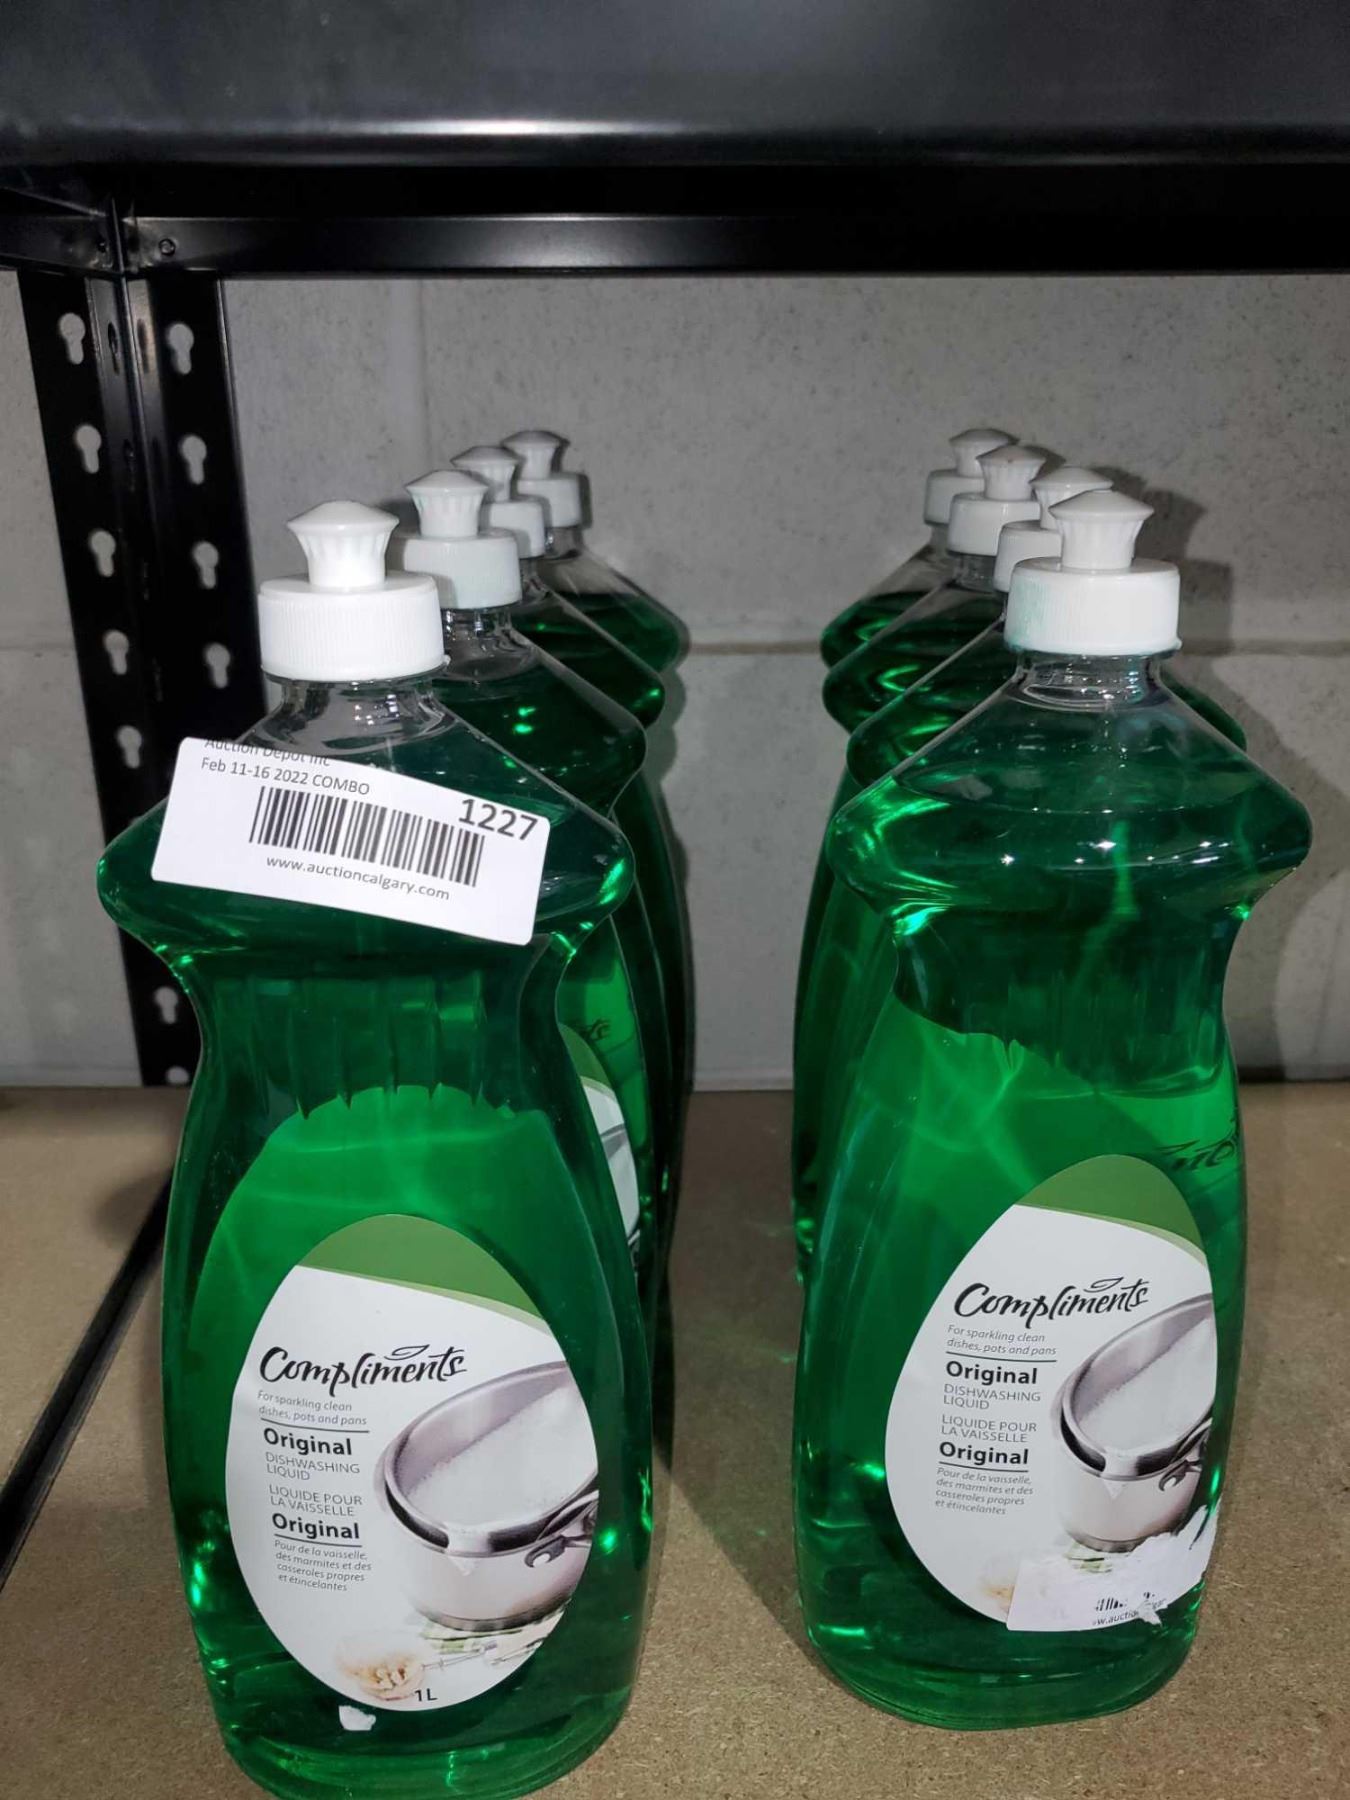 Auction Depot Inc
Feb 11-16 2022 COMBO
1227
www.auctioncalgary.com
Compliments
For sparkling clean
dishes, pots and pans
Original
DISHWASHING
LIQUID
LIQUIDE POUR
LA VAISSELLE
Original
Pour de la vaisselle,
des marmites et des
casseroles propres
et étincelantes
1L
Compliments
For sparkling clean
dishes, pots and pans
Original
DISHWASHING
LIQUID
LIQUIDE POUR
LA VAISSELLE
Original
Pour de la vaisselle,
des marmites et des
casseroles propres
et étincelantes